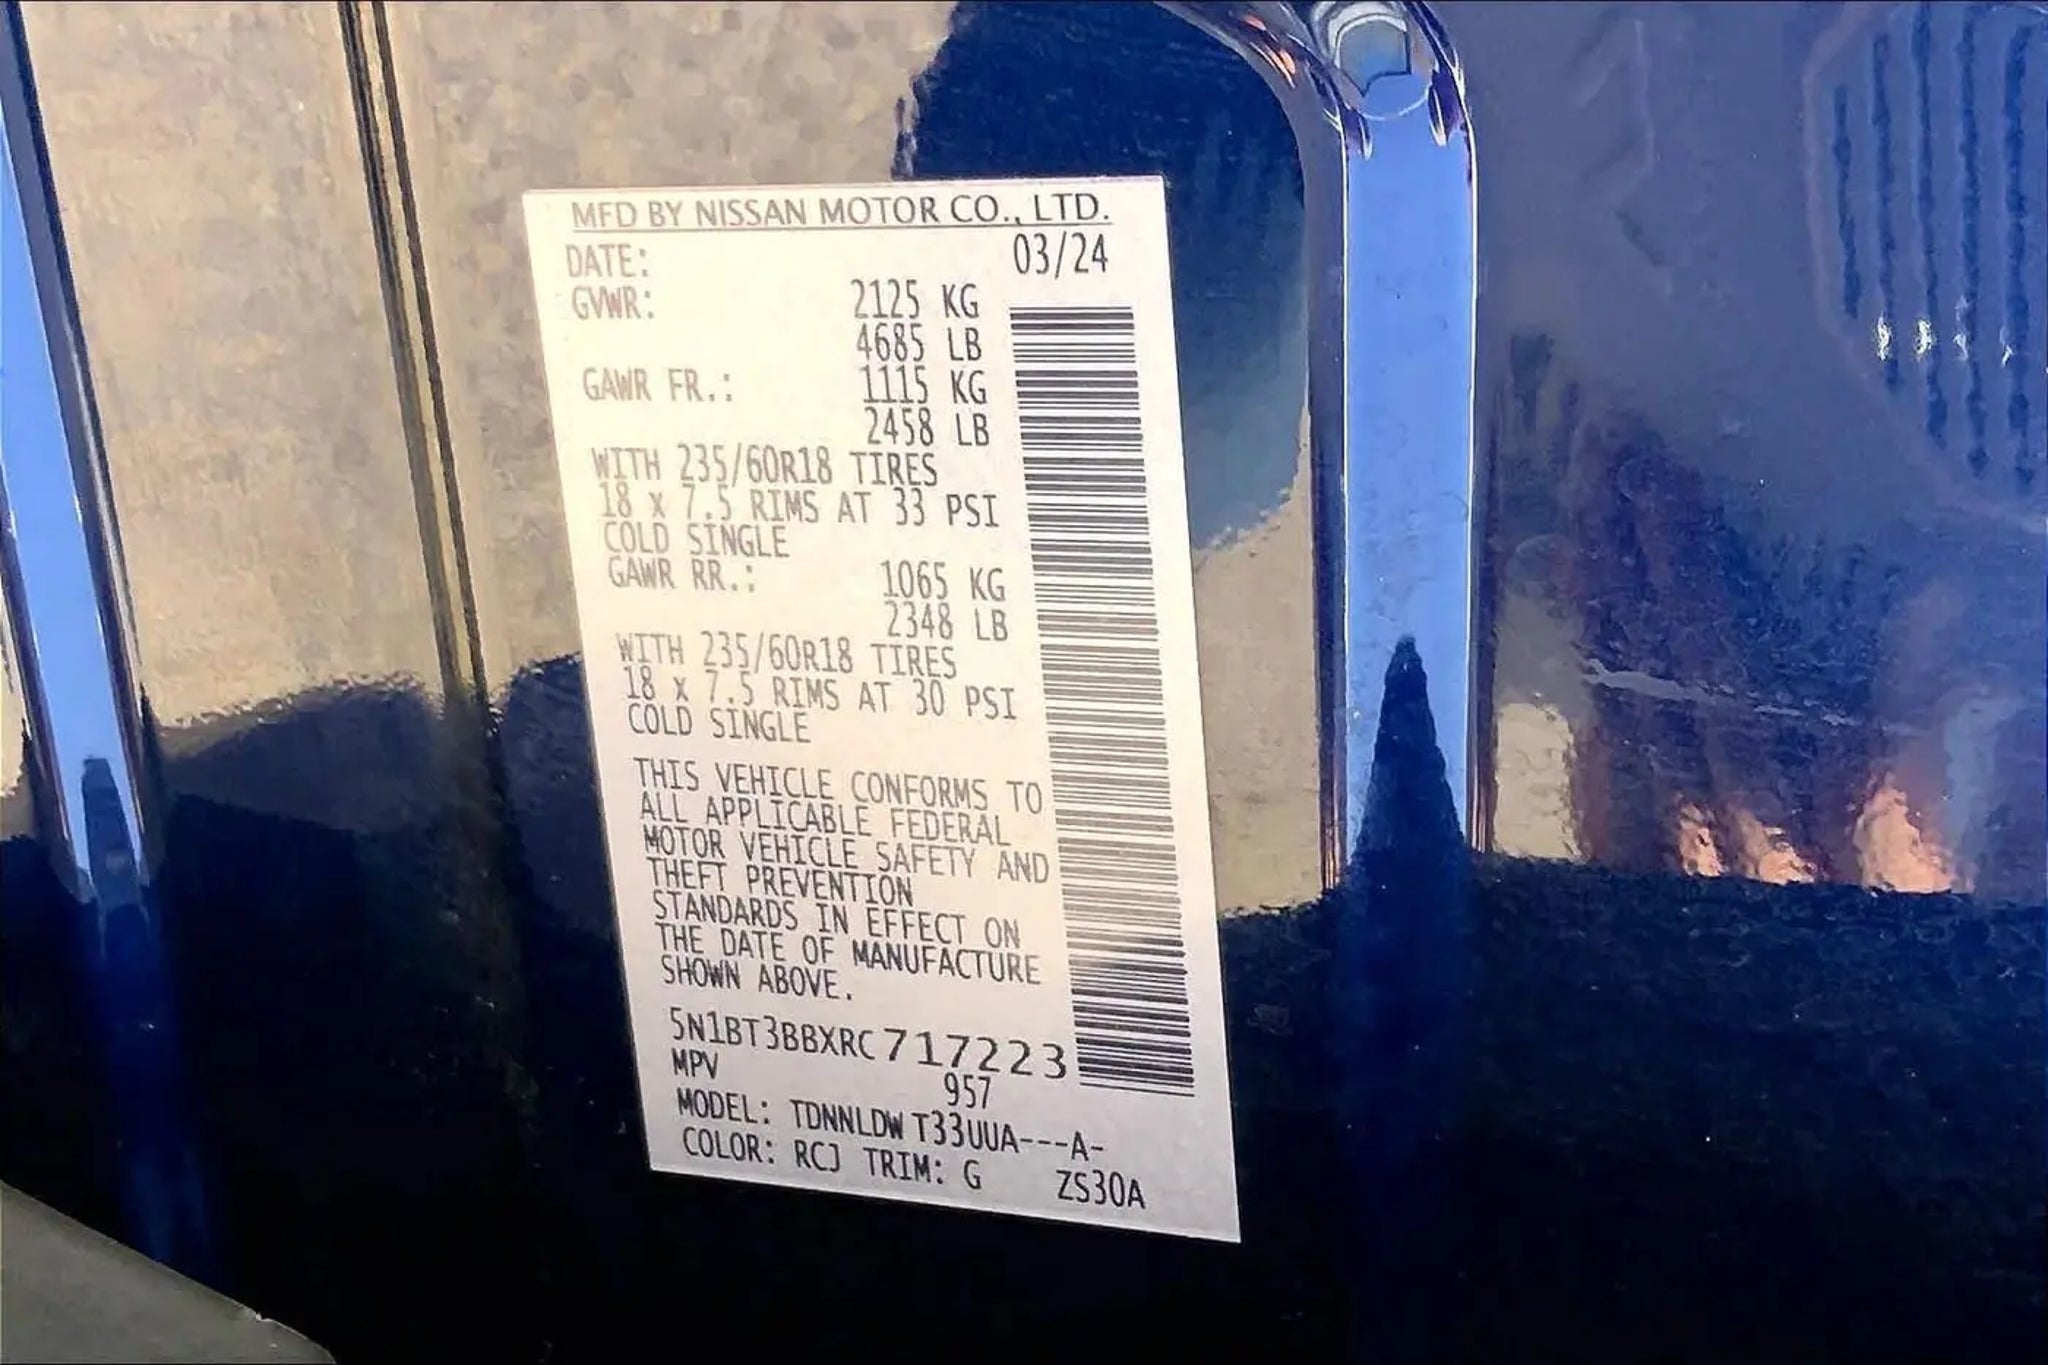 MFD BY NISSAN MOTOR CO., LTD.
DATE: 03/24
GVWR: 2125 KG
4685 LB
GAWR FR.: 1115 KG
2458 LB
WITH 235/60R18 TIRES
18 x 7.5 RIMS AT 33 PSI
COLD SINGLE
GAWR RR.: 1065 KG
2348 LB
WITH 235/60R18 TIRES
18 x 7.5 RIMS AT 30 PSI
COLD SINGLE
THIS VEHICLE CONFORMS TO
ALL APPLICABLE FEDERAL
MOTOR VEHICLE SAFETY AND
THEFT PREVENTION
STANDARDS IN EFFECT ON
THE DATE OF MANUFACTURE
SHOWN ABOVE.
5N1BT3BBXRC717223
MPV 957
MODEL: TDNNLDW T33UUA---A-
COLOR: RCJ TRIM: G ZS30A